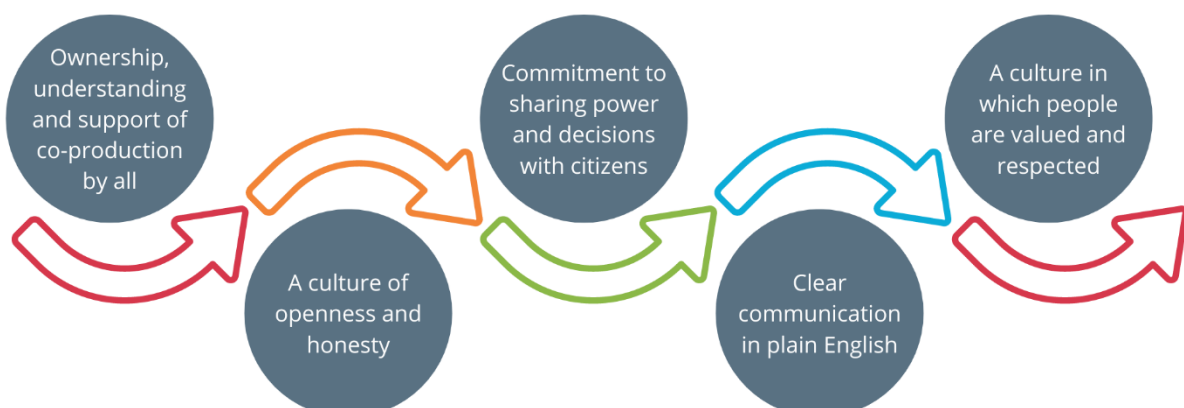 Ownership,
understanding
and support of
co-production
by all
A culture of
openness and
honesty
Commitment to
sharing power
and decisions
with citizens
Clear
communication
in plain English
A culture in
which people
are valued and
respected